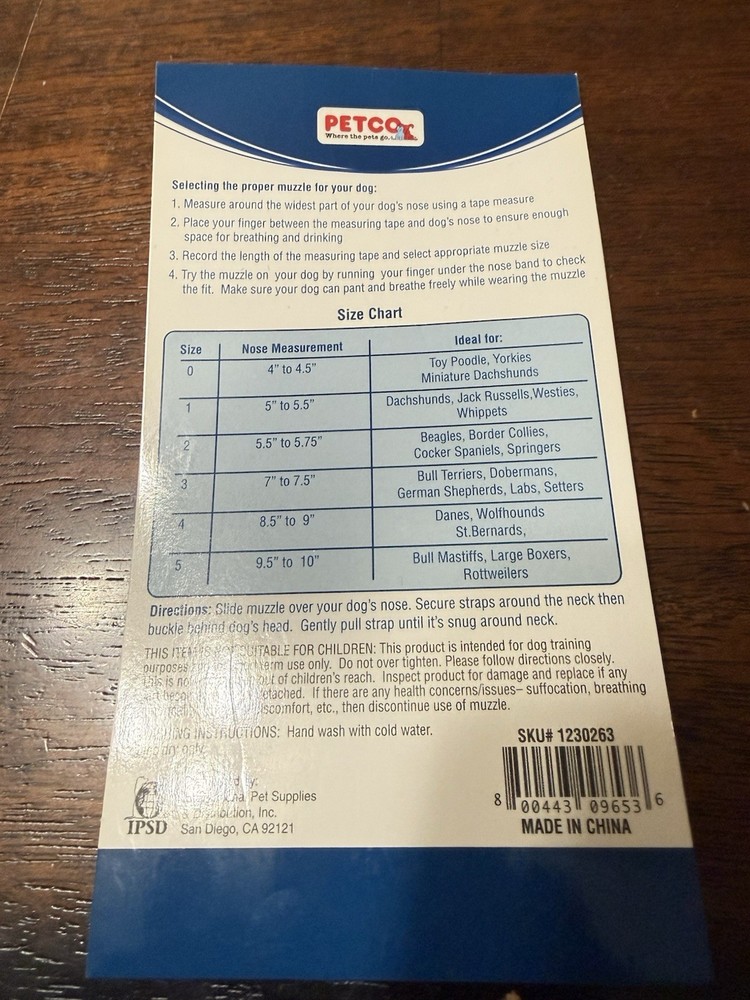 PETCO
Where the pets go.
Selecting the proper muzzle for your dog:
1. Measure around the widest part of your dog's nose using a tape measure
2. Place your finger between the measuring tape and dog's nose to ensure enough
space for breathing and drinking
3. Record the length of the measuring tape and select appropriate muzzle size
4. Try the muzzle on your dog by running your finger under the nose band to check
the fit. Make sure your dog can pant and breathe freely while wearing the muzzle
Size Chart
Size Nose Measurement Ideal for:
0 4" to 4.5" Toy Poodle, Yorkies
Miniature Dachshunds
1 5" to 5.5" Dachshunds, Jack Russells,Westies,
Whippets
2 5.5" to 5.75" Beagles, Border Collies,
Cocker Spaniels, Springers
3 7" to 7.5" Bull Terriers, Dobermans,
German Shepherds, Labs, Setters
4 8.5" to 9" Danes, Wolfhounds
St.Bernards,
5 9.5" to 10" Bull Mastiffs, Large Boxers,
Rottweilers
Directions: Slide muzzle over your dog's nose. Secure straps around the neck then
buckle behind dog's head. Gently pull strap until it's snug around neck.
THIS ITEM IS NOT SUITABLE FOR CHILDREN: This product is intended for dog training
purposes term use only. Do not over tighten. Please follow directions closely.
This is out of children's reach. Inspect product for damage and replace if any
detached. If there are any health concerns/issues– suffocation, breathing
discomfort, etc., then discontinue use of muzzle.
INSTRUCTIONS: Hand wash with cold water.
dry only.
by:
Pet Supplies
& Distribution, Inc.
San Diego, CA 92121
IPSD
SKU# 1230263
8 00443 09653 6
MADE IN CHINA